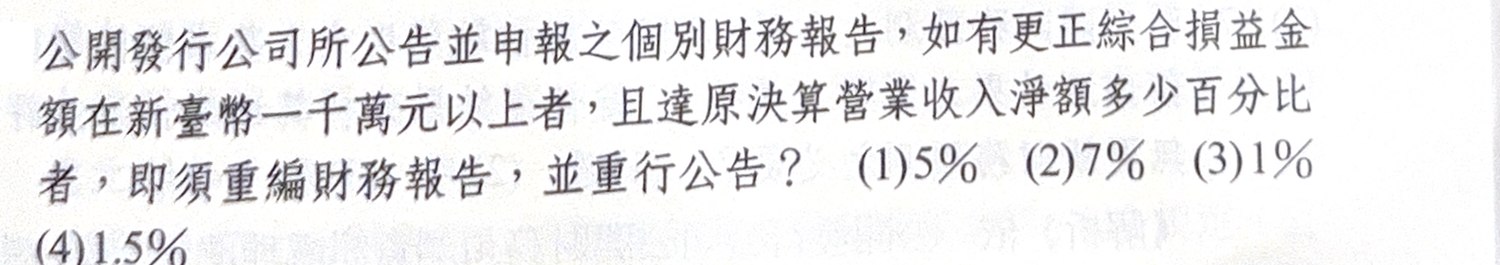 公開發行公司所公告並申報之個別財務報告，如有更正綜合損益金
額在新臺幣一千萬元以上者，且達原決算營業收入淨額多少百分比
者，即須重編財務報告，並重行公告？ (1)5% (2)7% (3)1%
(4)1.5%